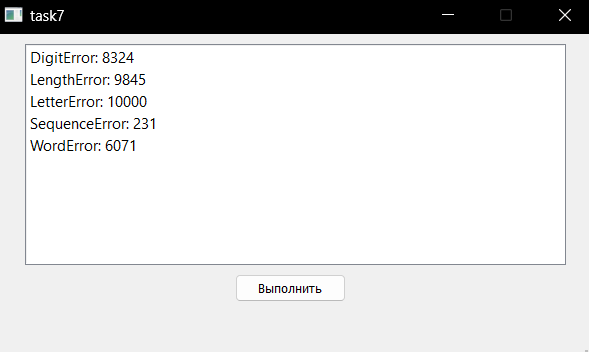 task7
DigitError: 8324
LengthError: 9845
LetterError: 10000
SequenceError: 231
WordError: 6071
Выполнить